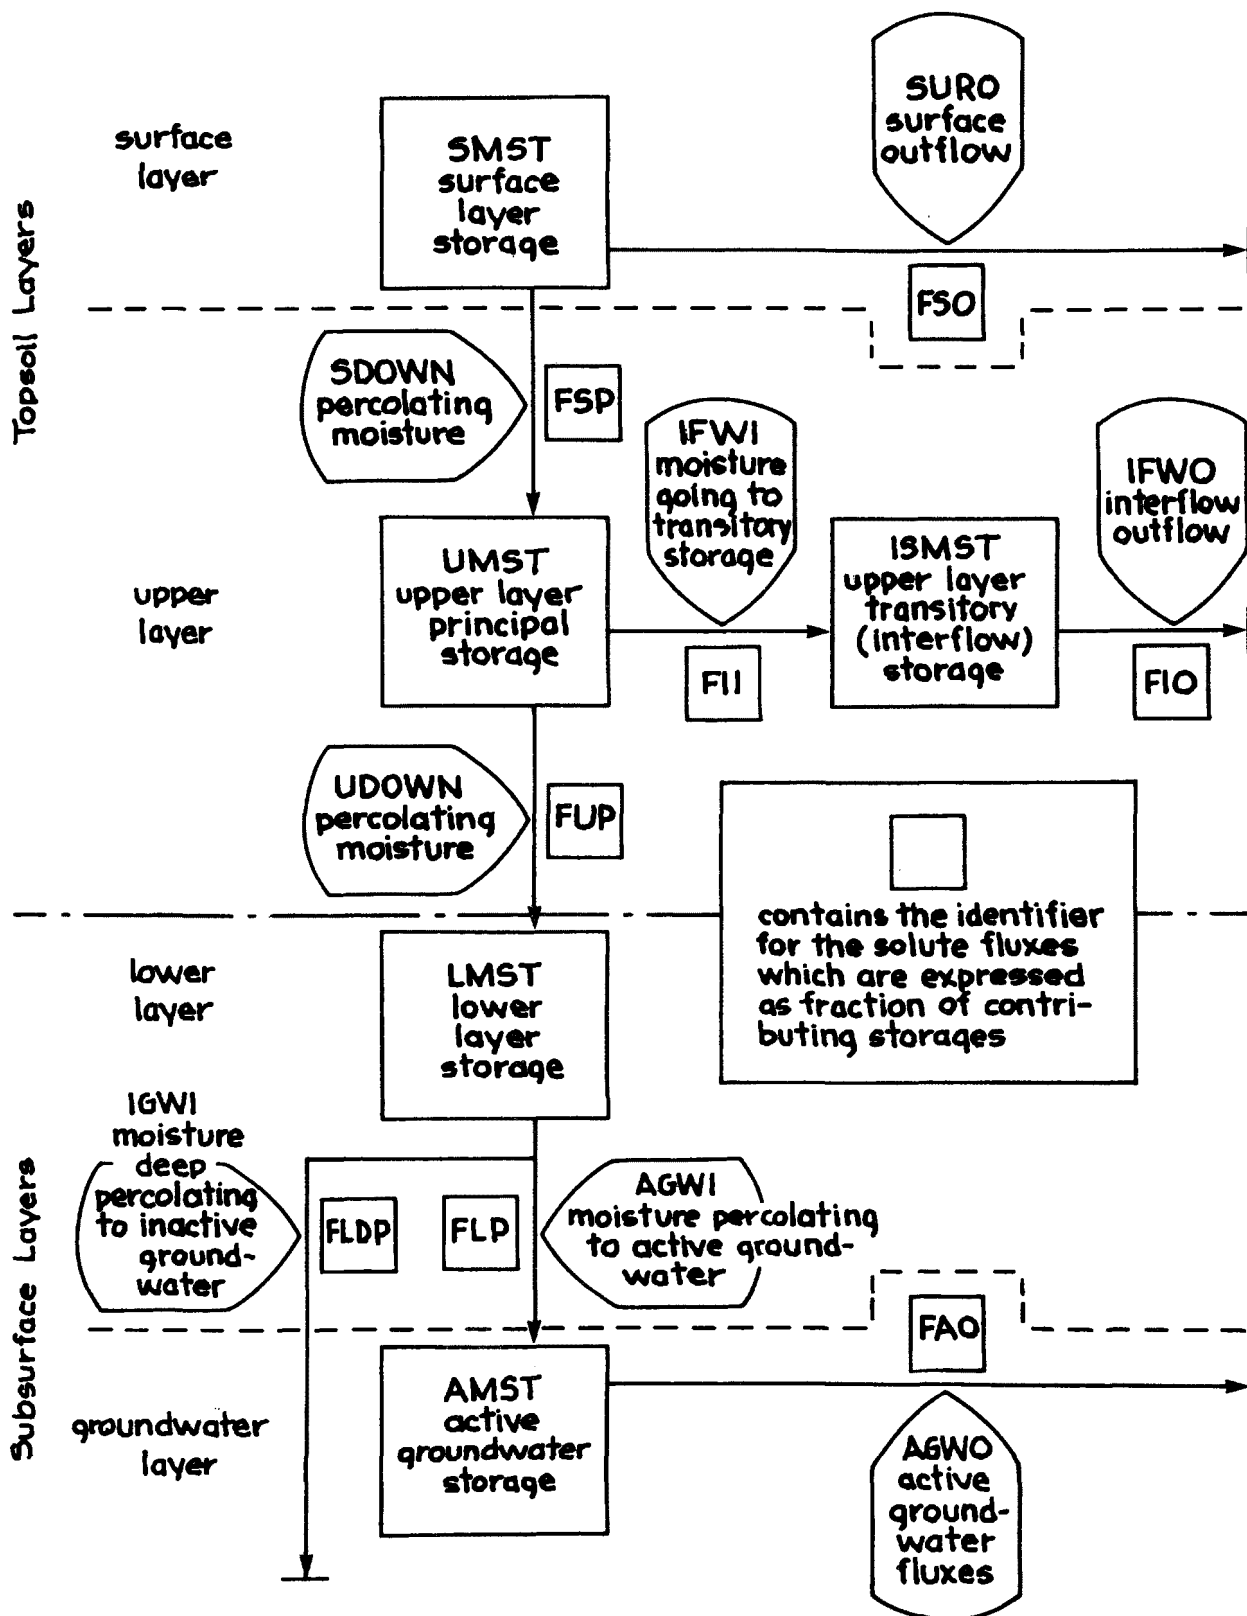 SURO
surface
outflow
surface
layer
SMST
surface
layer
storage
Topsoil Layers
FSO
SDOWN
percolating
moisture
FSP
IFWI
moisture
going to
transitory
storage
IFWO
interflow
outflow
upper
layer
UMST
upper layer
principal
storage
ISMST
upper layer
transitory
(interflow)
storage
FII
FIO
UDOWN
percolating
moisture
FUP
contains the identifier
for the solute fluxes
which are expressed
as fraction of contri-
buting storages
lower
layer
LMST
lower
layer
storage
Subsurface Layers
IGWI
moisture
deep
percolating
to inactive
ground-
water
FLDP
FLP
AGWI
moisture percolating
to active ground-
water
FAO
groundwater
layer
AMST
active
groundwater
storage
AGWO
active
ground-
water
fluxes